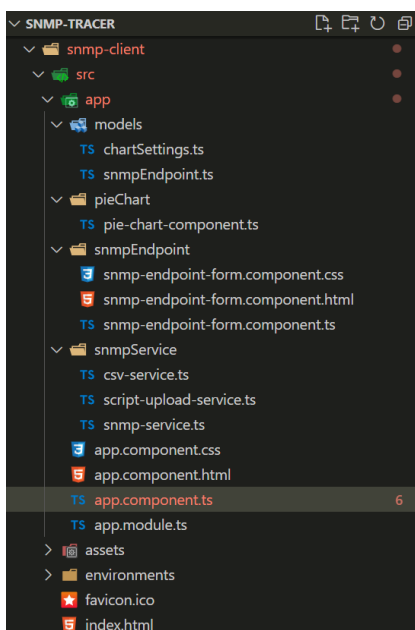 SNMP-TRACER
snmp-client
src
app
models
TS chartSettings.ts
TS snmpEndpoint.ts
pieChart
TS pie-chart-component.ts
snmpEndpoint
snmp-endpoint-form.component.css
snmp-endpoint-form.component.html
TS snmp-endpoint-form.component.ts
snmpService
TS csv-service.ts
TS script-upload-service.ts
TS snmp-service.ts
app.component.css
app.component.html
TS app.component.ts 6
TS app.module.ts
assets
environments
favicon.ico
index.html